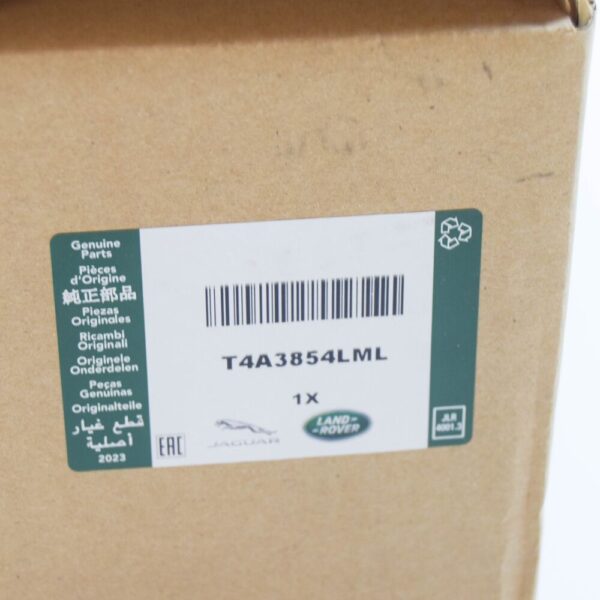 Genuine
Parts
Pièces
d'Origine
純正部品
Piezas
Originales
Ricambi
Originali
Originele
Onderdelen
Peças
Genuínas
Originalteile
قطع غيار
أصلية
2023
T4A3854LML
1X
EAC
JAGUAR
LAND-
ROVER
JLR
4001.3